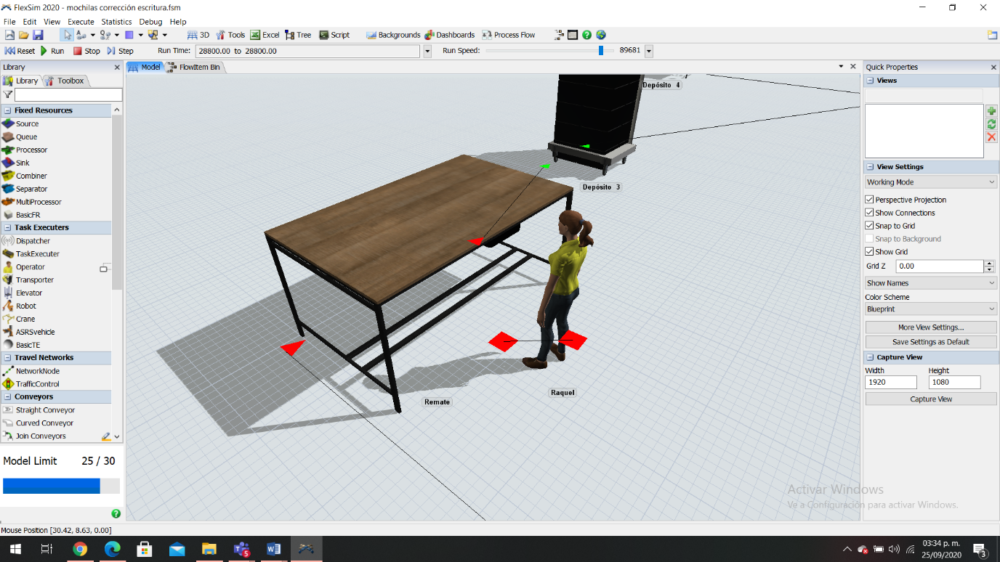 FlexSim 2020 - mochilas corrección escritura.fsm
File Edit View Execute Statistics Debug Help
3D Tools Excel Tree Script Backgrounds Dashboards Process Flow
Reset Run Stop Step Run Time: 28800.00 to 28800.00 Run Speed: 89681
Library
Library Toolbox
Fixed Resources
Source
Queue
Processor
Sink
Combiner
Separator
MultiProcessor
BasicFR
Task Executers
Dispatcher
TaskExecuter
Operator
Transporter
Elevator
Robot
Crane
ASRSvehicle
BasicTE
Travel Networks
NetworkNode
TrafficControl
Conveyors
Straight Conveyor
Curved Conveyor
Join Conveyors
Model Limit 25 / 30
Model FlowItem Bin
Depósito 4
Depósito 3
Raquel
Remate
Quick Properties
Views
View Settings
Working Mode
Perspective Projection
Show Connections
Snap to Grid
Snap to Background
Show Grid
Grid Z 0.00
Show Names
Color Scheme
Blueprint
More View Settings...
Save Settings as Default
Capture View
Width Height
1920 1080
Capture View
Activar Windows
Ve a Configuración para activar Windows.
Mouse Position [30.42, 8.63, 0.00]
5
03:34 p. m.
25/09/2020
3